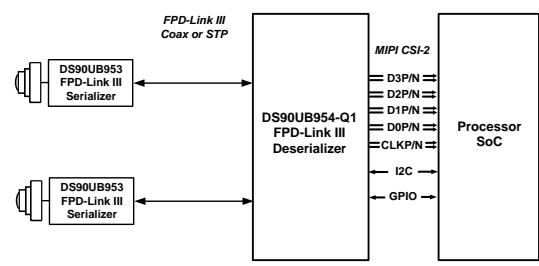 FPD-Link III
Coax or STP
MIPI CSI-2
DS90UB953
FPD-Link III
Serializer
D3P/N
D2P/N
D1P/N
D0P/N
CLKP/N
I2C
GPIO
DS90UB954-Q1
FPD-Link III
Deserializer
Processor
SoC
DS90UB953
FPD-Link III
Serializer